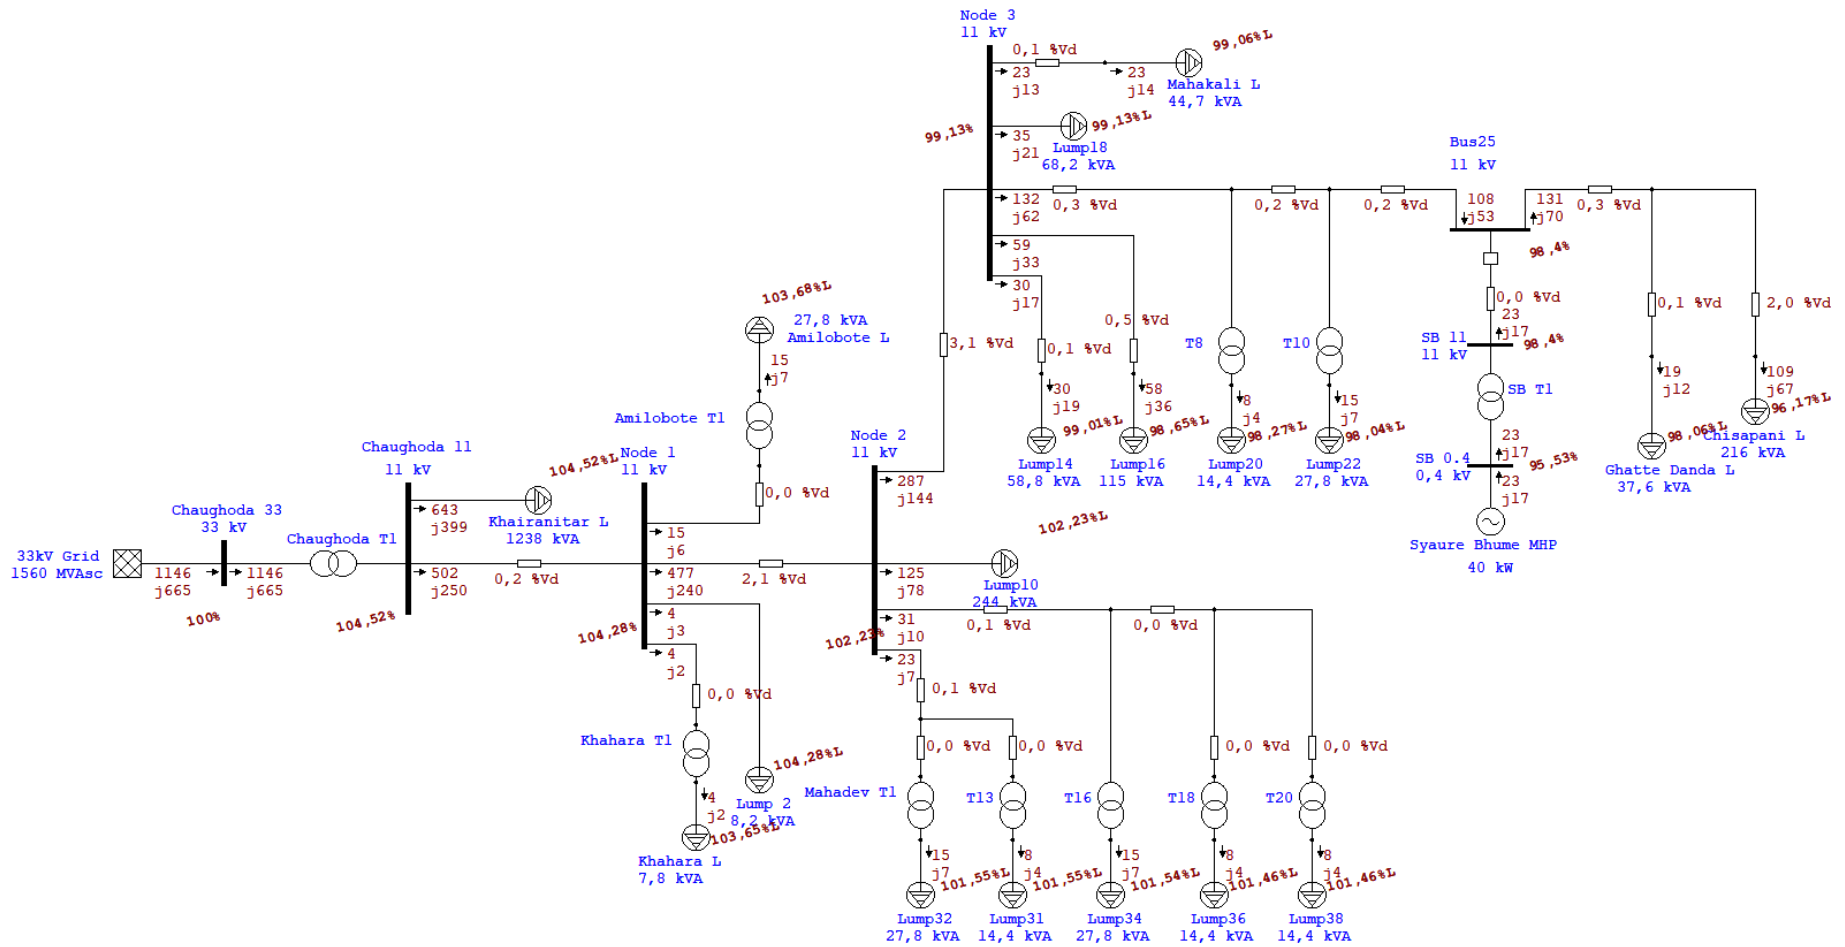 Node 3
11 kV
0,1 %Vd
23
j13
23
j14
99,06%L
Mahakali L
44,7 kVA
99,13%
35
j21
99,13%L
Lump18
68,2 kVA
132
j62
0,3 %Vd
0,2 %Vd
0,2 %Vd
Bus25
11 kV
108
j53
131
j70
0,3 %Vd
98,4%
59
j33
30
j17
3,1 %Vd
0,1 %Vd
0,5 %Vd
30
j19
58
j36
99,01%L
98,65%L
Lump14
58,8 kVA
Lump16
115 kVA
T8
8
j4
98,27%L
Lump20
14,4 kVA
T10
15
j7
98,04%L
Lump22
27,8 kVA
0,0 %Vd
23
j17
SB 11
11 kV
98,4%
SB T1
23
j17
SB 0.4
0,4 kV
95,53%
23
j17
Syaure Bhume MHP
40 kW
0,1 %Vd
19
j12
98,06%L
Ghatte Danda L
37,6 kVA
2,0 %Vd
109
j67
96,17%L
Chisapani L
216 kVA
103,68%L
27,8 kVA
Amilobote L
15
j7
Amilobote T1
0,0 %Vd
33kV Grid
1560 MVAsc
1146
j665
Chaughoda 33
33 kV
1146
j665
100%
Chaughoda T1
Chaughoda 11
11 kV
104,52%L
643
j399
Khairanitar L
1238 kVA
502
j250
0,2 %Vd
104,52%
Node 1
11 kV
15
j6
477
j240
2,1 %Vd
4
j3
104,28%
4
j2
0,0 %Vd
Khahara T1
4
j2
103,65%L
Khahara L
7,8 kVA
104,28%L
Lump 2
8,2 kVA
Node 2
11 kV
287
j144
102,23%L
125
j78
Lump10
244 kVA
31
j10
0,1 %Vd
0,0 %Vd
102,23%
23
j7
0,1 %Vd
0,0 %Vd
0,0 %Vd
0,0 %Vd
0,0 %Vd
Mahadev T1
T13
T16
T18
T20
15
j7
8
j4
15
j7
8
j4
8
j4
101,55%L
101,55%L
101,54%L
101,46%L
101,46%L
Lump32
27,8 kVA
Lump31
14,4 kVA
Lump34
27,8 kVA
Lump36
14,4 kVA
Lump38
14,4 kVA